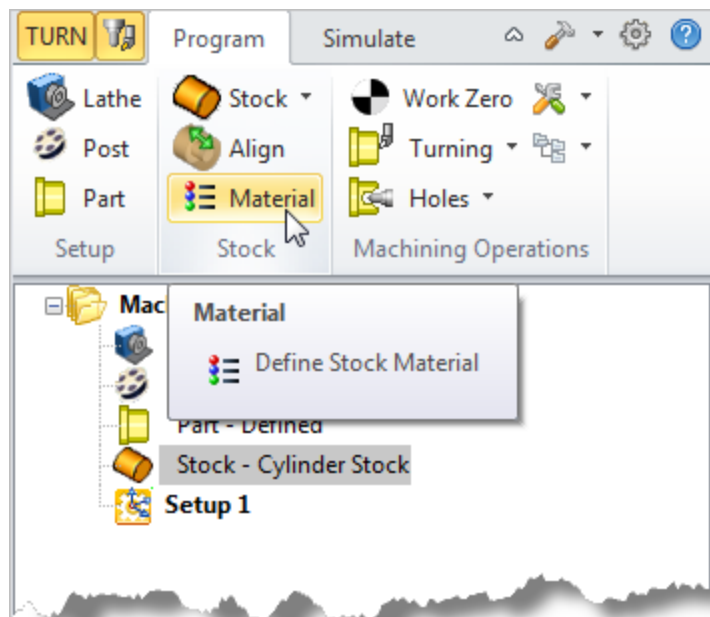 TURN Program Simulate
Lathe Stock Work Zero
Post Align Turning
Part Material Holes
Setup Stock Machining Operations
Mac
Material
Define Stock Material
Part - Defined
Stock - Cylinder Stock
Setup 1